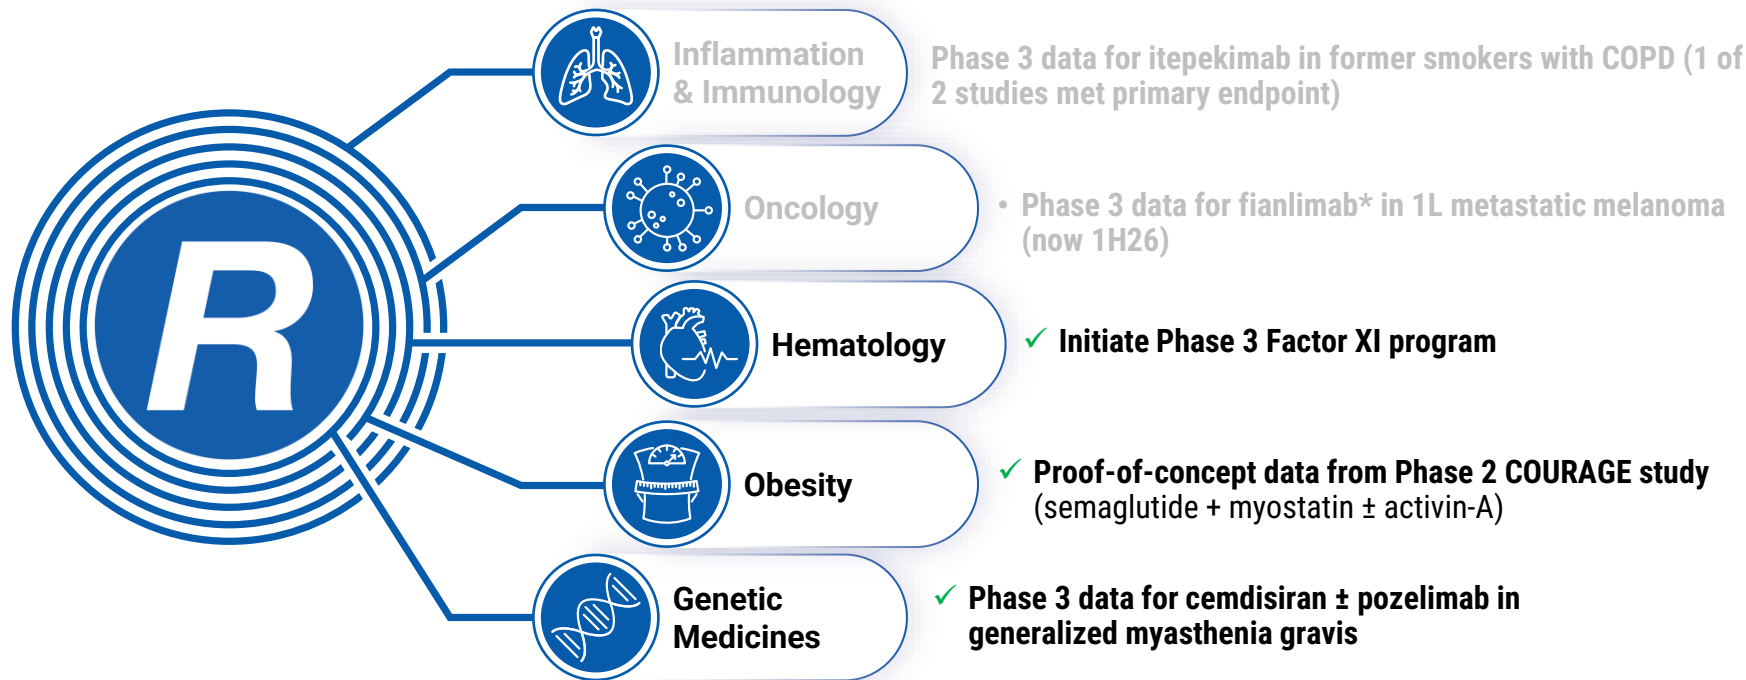 R
Inflammation
& Immunology
Phase 3 data for itepekimab in former smokers with COPD (1 of
2 studies met primary endpoint)
Oncology
• Phase 3 data for fianlimab* in 1L metastatic melanoma
(now 1H26)
Hematology
✓ Initiate Phase 3 Factor XI program
Obesity
✓ Proof-of-concept data from Phase 2 COURAGE study
(semaglutide + myostatin ± activin-A)
Genetic
Medicines
✓ Phase 3 data for cemdisiran ± pozelimab in
generalized myasthenia gravis